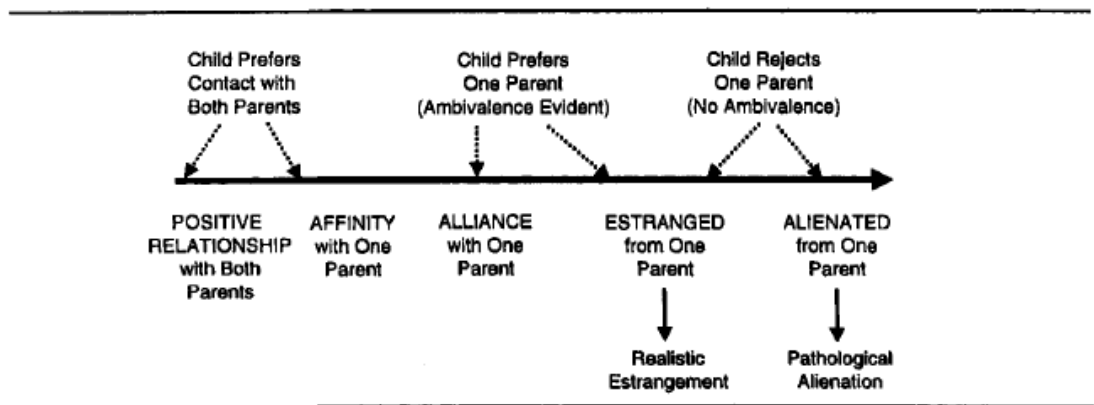 Child Prefers
Contact with
Both Parents
Child Prefers
One Parent
(Ambivalence Evident)
Child Rejects
One Parent
(No Ambivalence)
POSITIVE
RELATIONSHIP
with Both
Parents
AFFINITY
with One
Parent
ALLIANCE
with One
Parent
ESTRANGED
from One
Parent
ALIENATED
from One
Parent
Realistic
Estrangement
Pathological
Alienation